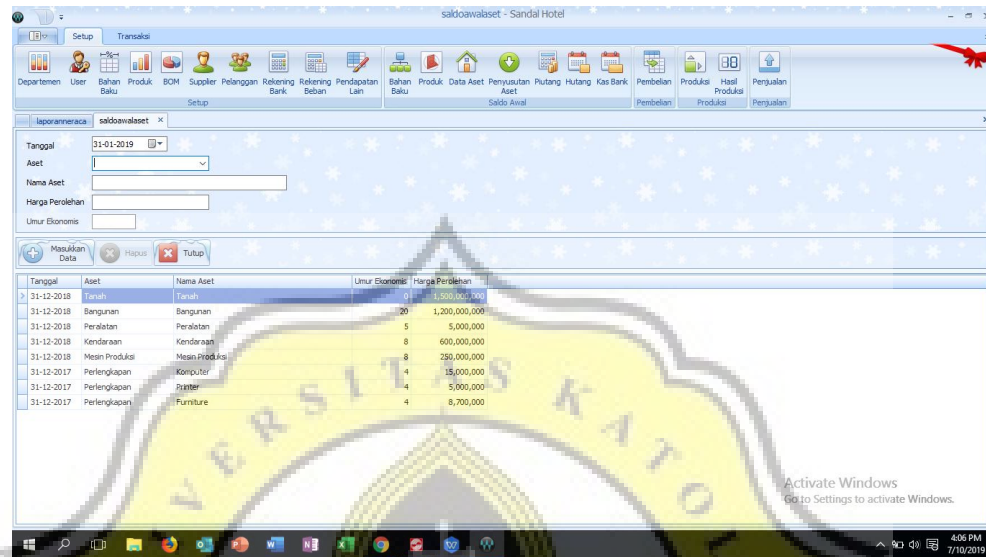 saldoawalaset - Sandal Hotel
Setup Transaksi
Departemen User Bahan Baku Produk BOM Supplier Pelanggan Rekening Bank Rekening Beban Pendapatan Lain Bahan Baku Produk Data Aset Penyusutan Aset Piutang Hutang Kas Bank Pembelian Produksi Hasil Produksi Penjualan
Setup Saldo Awal Pembelian Produksi Penjualan
laporanneraca saldoawalaset
Tanggal 31-01-2019
Aset
Nama Aset
Harga Perolehan
Umur Ekonomis
Masukkan Data Hapus Tutup
Tanggal Aset Nama Aset Umur Ekonomis Harga Perolehan
31-12-2018 Tanah Tanah 0 1,500,000,000
31-12-2018 Bangunan Bangunan 20 1,200,000,000
31-12-2018 Peralatan Peralatan 5 5,000,000
31-12-2018 Kendaraan Kendaraan 8 600,000,000
31-12-2018 Mesin Produksi Mesin Produksi 8 250,000,000
31-12-2017 Perlengkapan Komputer 4 15,000,000
31-12-2017 Perlengkapan Printer 4 5,000,000
31-12-2017 Perlengkapan Furniture 4 8,700,000
VERSITAS KATO
Activate Windows
Go to Settings to activate Windows.
4:06 PM
7/10/2019